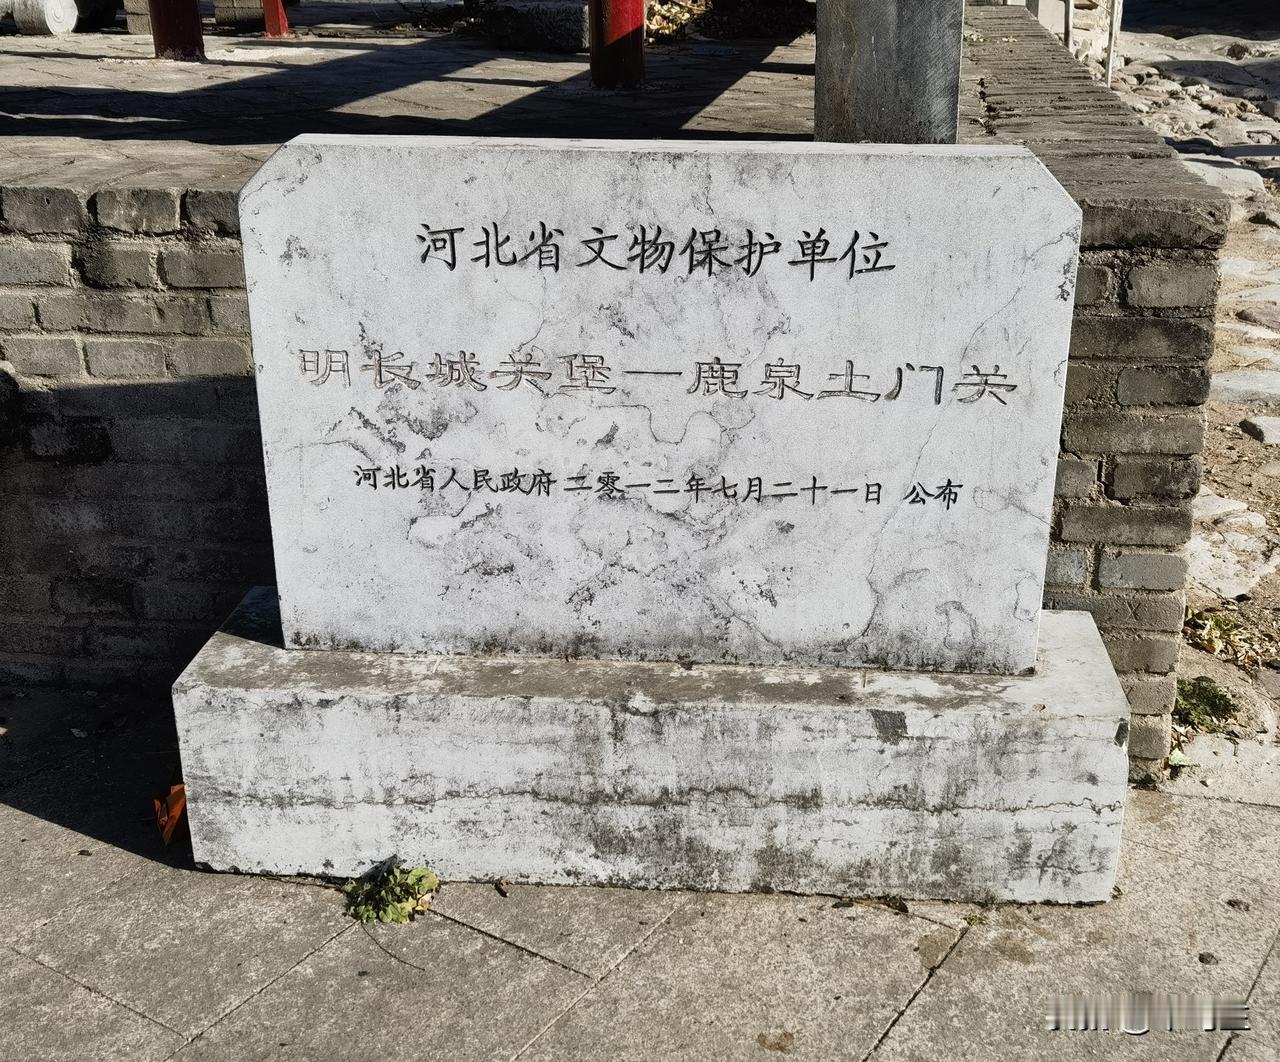 河北省文物保护单位
明长城关堡一鹿泉土门关
河北省人民政府二零一二年七月二十一日 公布